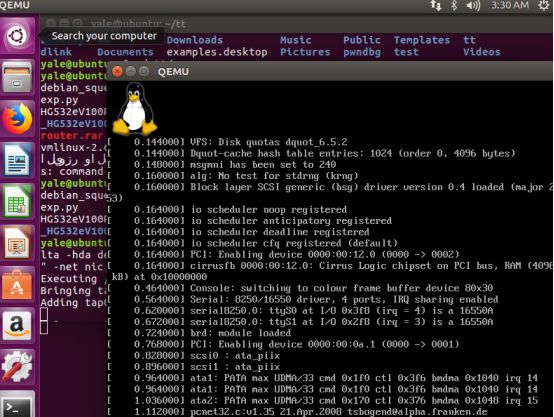 QEMU
3:30 AM
Search your computer
yale@ubuntu: ~/tt
Downloads Music Public Templates tt
dlink Documents examples.desktop Pictures pwndbg test Videos
yale@ubuntu
debian_sque
exp.py
HG532eV100R
_HG532eV100
router.rar
vmlinux-2.
s: command
yale@ubuntu
debian_sque
exp.py
HG532eV100R
_HG532eV100
yale@ubuntu
lta -hda de
" -net nic
Executing /
Bringing ta
Adding tap
QEMU
[ 0.144000] VFS: Disk quotas dquot_6.5.2
[ 0.144000] Dquot-cache hash table entries: 1024 (order 0, 4096 bytes)
[ 0.148000] msgmni has been set to 240
[ 0.160000] alg: No test for stdrng (krng)
[ 0.160000] Block layer SCSI generic (bsg) driver version 0.4 loaded (major 2
53)
[ 0.164000] io scheduler noop registered
[ 0.164000] io scheduler anticipatory registered
[ 0.164000] io scheduler deadline registered
[ 0.164000] io scheduler cfq registered (default)
[ 0.164000] PCI: Enabling device 0000:00:12.0 (0000 -> 0002)
[ 0.164000] cirrusfb 0000:00:12.0: Cirrus Logic chipset on PCI bus, RAM (4096
kB) at 0x10000000
[ 0.464000] Console: switching to colour frame buffer device 80x30
[ 0.564000] Serial: 8250/16550 driver, 4 ports, IRQ sharing enabled
[ 0.620000] serial8250.0: ttyS0 at I/O 0x3f8 (irq = 4) is a 16550A
[ 0.672000] serial8250.0: ttyS1 at I/O 0x2f8 (irq = 3) is a 16550A
[ 0.724000] brd: module loaded
[ 0.768000] PCI: Enabling device 0000:00:0a.1 (0000 -> 0001)
[ 0.828000] scsi0 : ata_piix
[ 0.896000] scsi1 : ata_piix
[ 0.964000] ata1: PATA max UDMA/33 cmd 0x1f0 ctl 0x3f6 bmdma 0x1040 irq 14
[ 0.964000] ata1: PATA max UDMA/33 cmd 0x1f0 ctl 0x3f6 bmdma 0x1040 irq 14
[ 1.036000] ata2: PATA max UDMA/33 cmd 0x170 ctl 0x376 bmdma 0x1048 irq 15
[ 1.112000] pcnet32.c:v1.35 21.Apr.2008 tsbogend@alpha.franken.de